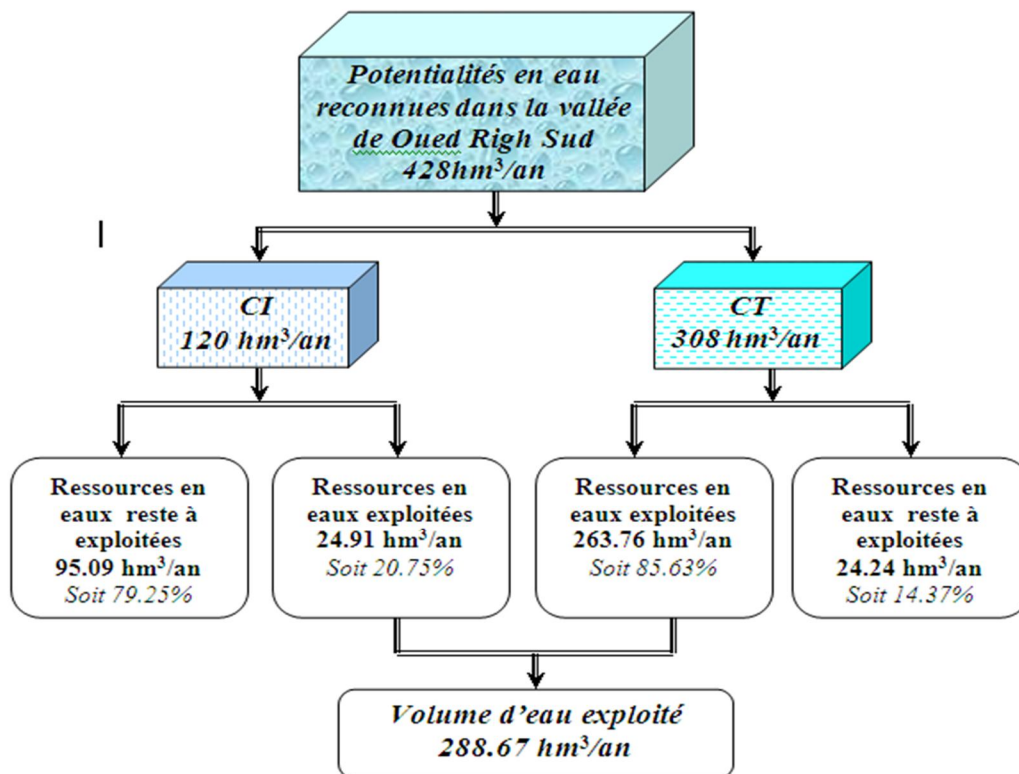 Potentialités en eau
reconnues dans la vallée
de Oued Righ Sud
428hm³/an
CI
120 hm³/an
CT
308 hm³/an
Ressources en
eaux reste à
exploitées
95.09 hm³/an
Soit 79.25%
Ressources en
eaux exploitées
24.91 hm³/an
Soit 20.75%
Ressources en
eaux exploitées
263.76 hm³/an
Soit 85.63%
Ressources en
eaux reste à
exploitées
24.24 hm³/an
Soit 14.37%
Volume d’eau exploité
288.67 hm³/an